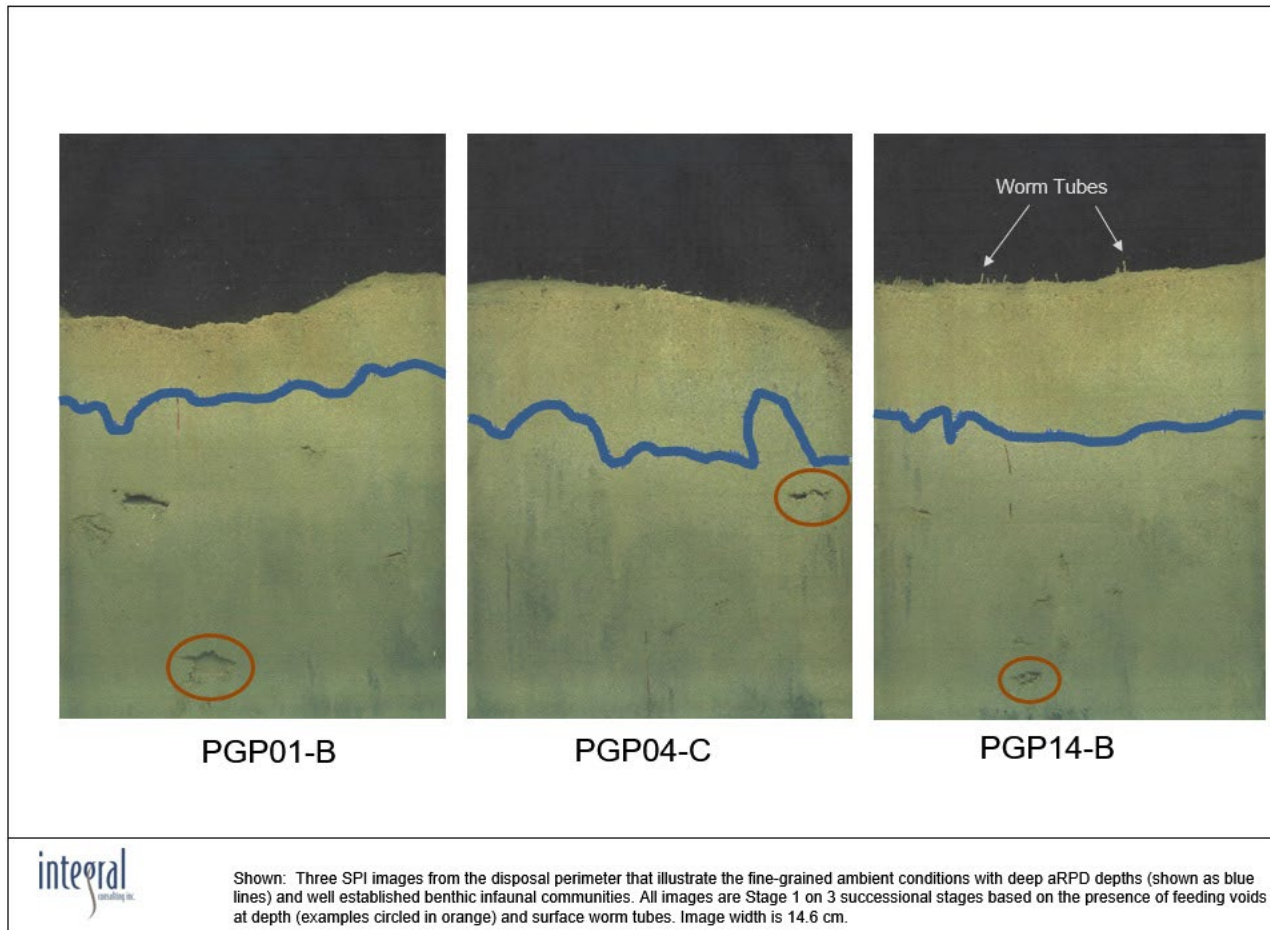 Worm Tubes
PGP01-B
PGP04-C
PGP14-B
integral
consulting inc.
Shown: Three SPI images from the disposal perimeter that illustrate the fine-grained ambient conditions with deep aRPD depths (shown as blue
lines) and well established benthic infaunal communities. All images are Stage 1 on 3 successional stages based on the presence of feeding voids
at depth (examples circled in orange) and surface worm tubes. Image width is 14.6 cm.